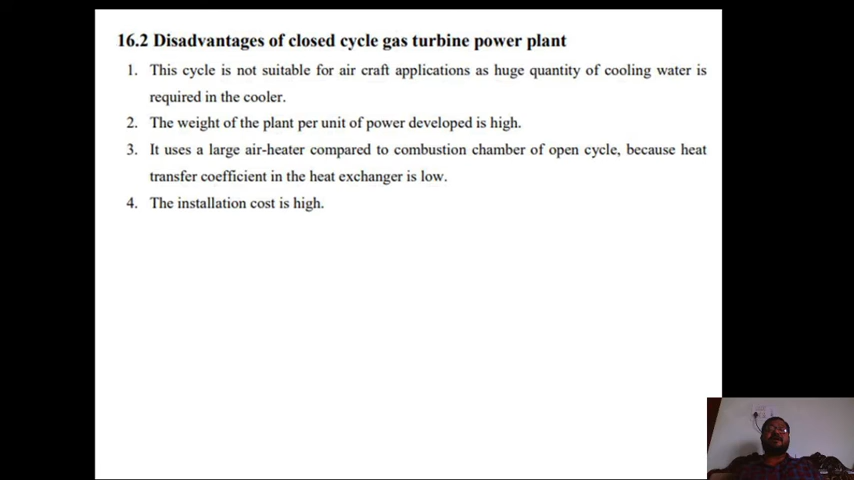 16.2 Disadvantages of closed cycle gas turbine power plant
1. This cycle is not suitable for air craft applications as huge quantity of cooling water is
required in the cooler.
2. The weight of the plant per unit of power developed is high.
3. It uses a large air-heater compared to combustion chamber of open cycle, because heat
transfer coefficient in the heat exchanger is low.
4. The installation cost is high.